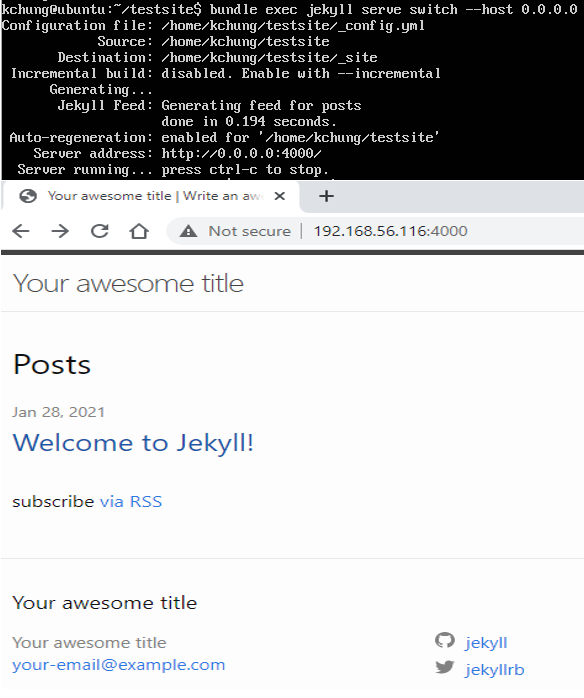 kchung@ubuntu:~/testsite$ bundle exec jekyll serve switch --host 0.0.0.0
Configuration file: /home/kchung/testsite/_config.yml
Source: /home/kchung/testsite
Destination: /home/kchung/testsite/_site
Incremental build: disabled. Enable with --incremental
Generating...
Jekyll Feed: Generating feed for posts
done in 0.194 seconds.
Auto-regeneration: enabled for '/home/kchung/testsite'
Server address: http://0.0.0.0:4000/
Server running... press ctrl-c to stop.
Your awesome title | Write an aw
Not secure | 192.168.56.116:4000
Your awesome title
Posts
Jan 28, 2021
Welcome to Jekyll!
subscribe via RSS
Your awesome title
Your awesome title
your-email@example.com
jekyll
jekyllrb